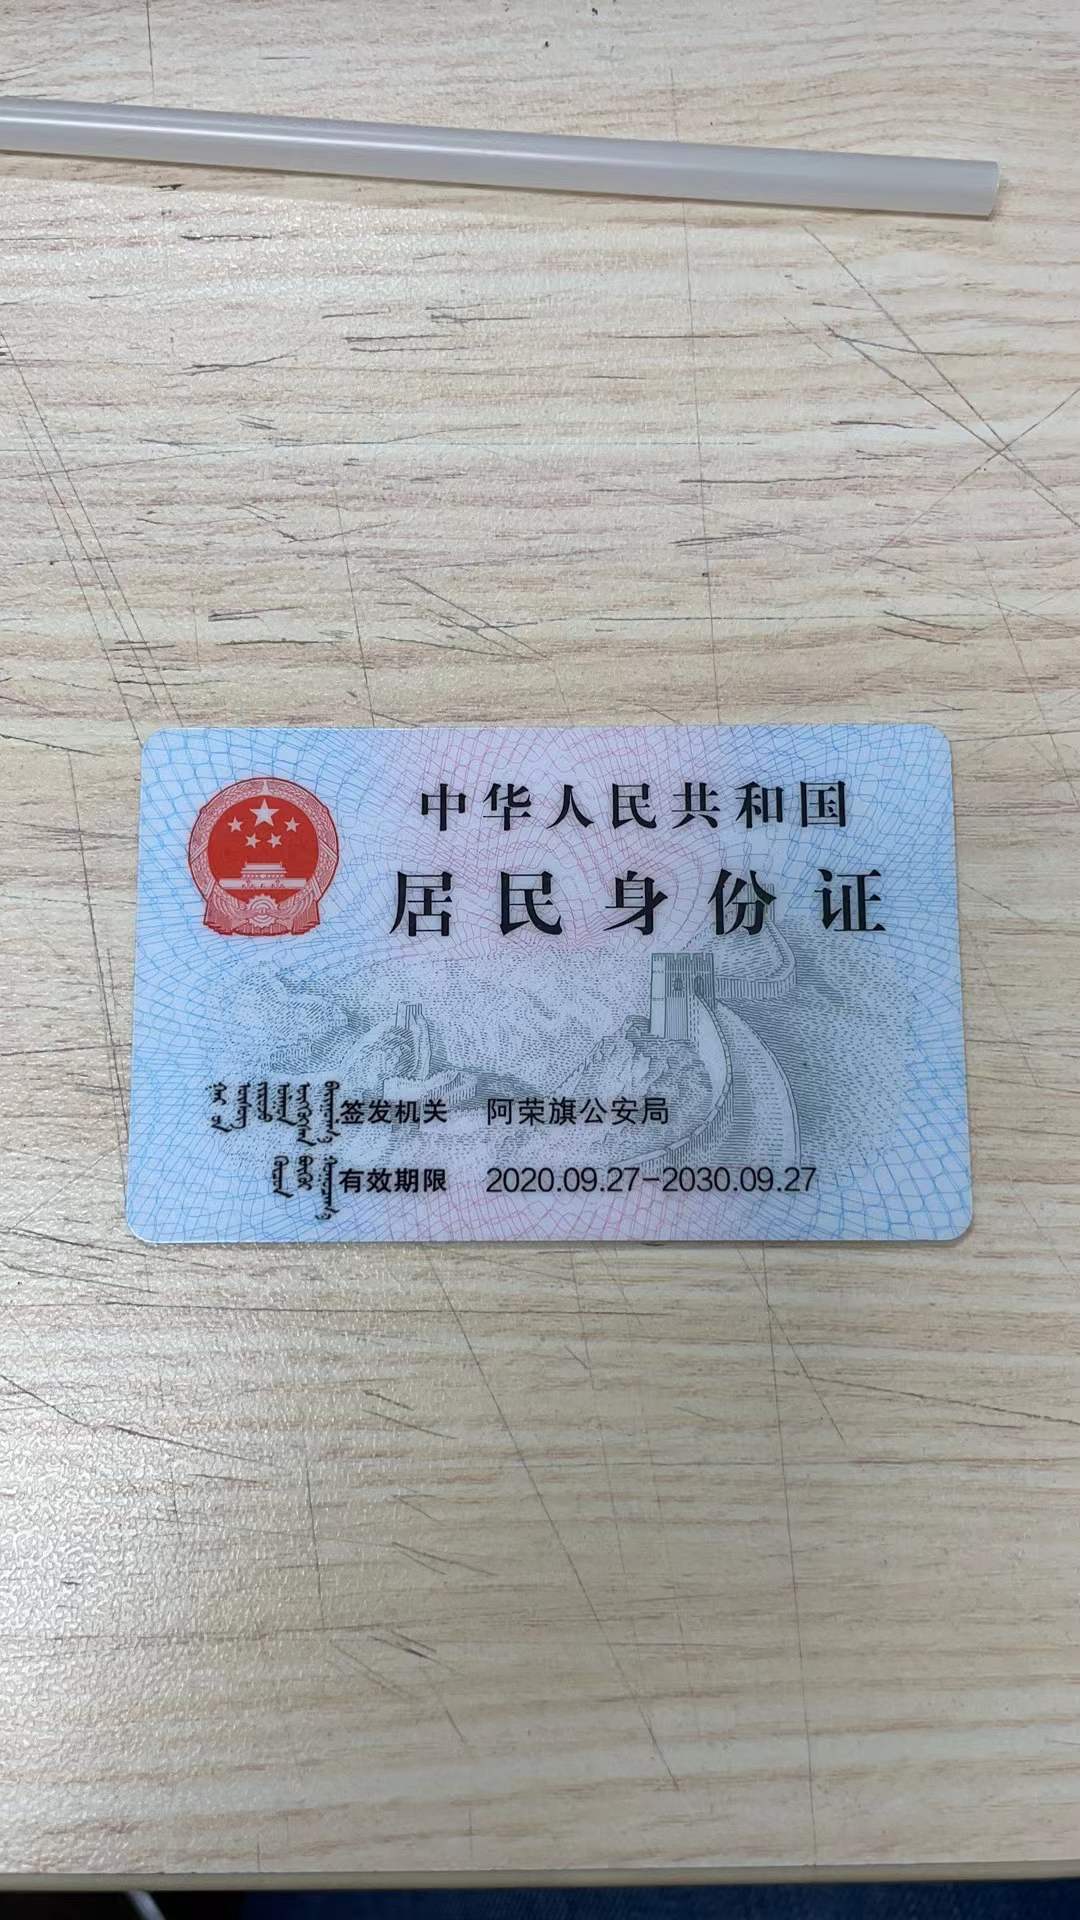 中华人民共和国
居民身份证
签发机关 阿荣旗公安局
有效期限 2020.09.27-2030.09.27